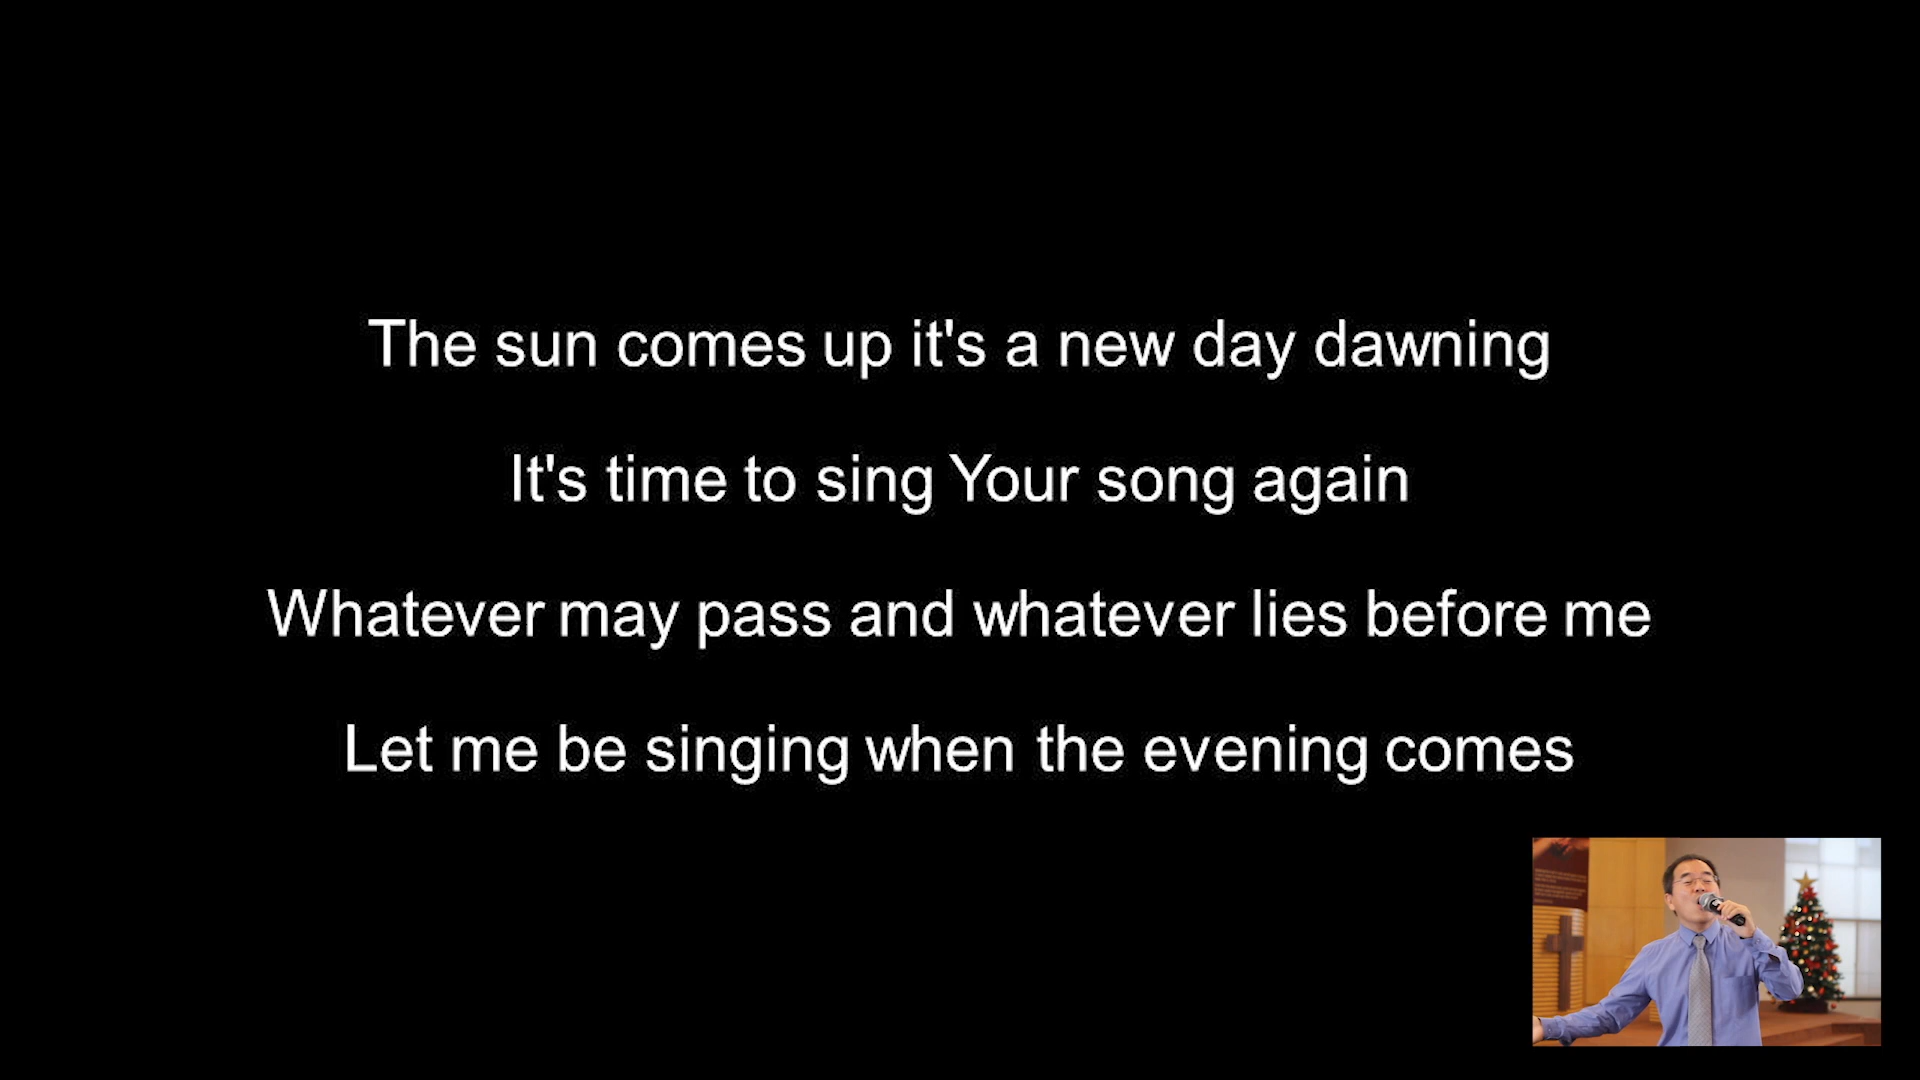 The sun comes up it's a new day dawning
It's time to sing Your song again
Whatever may pass and whatever lies before me
Let me be singing when the evening comes